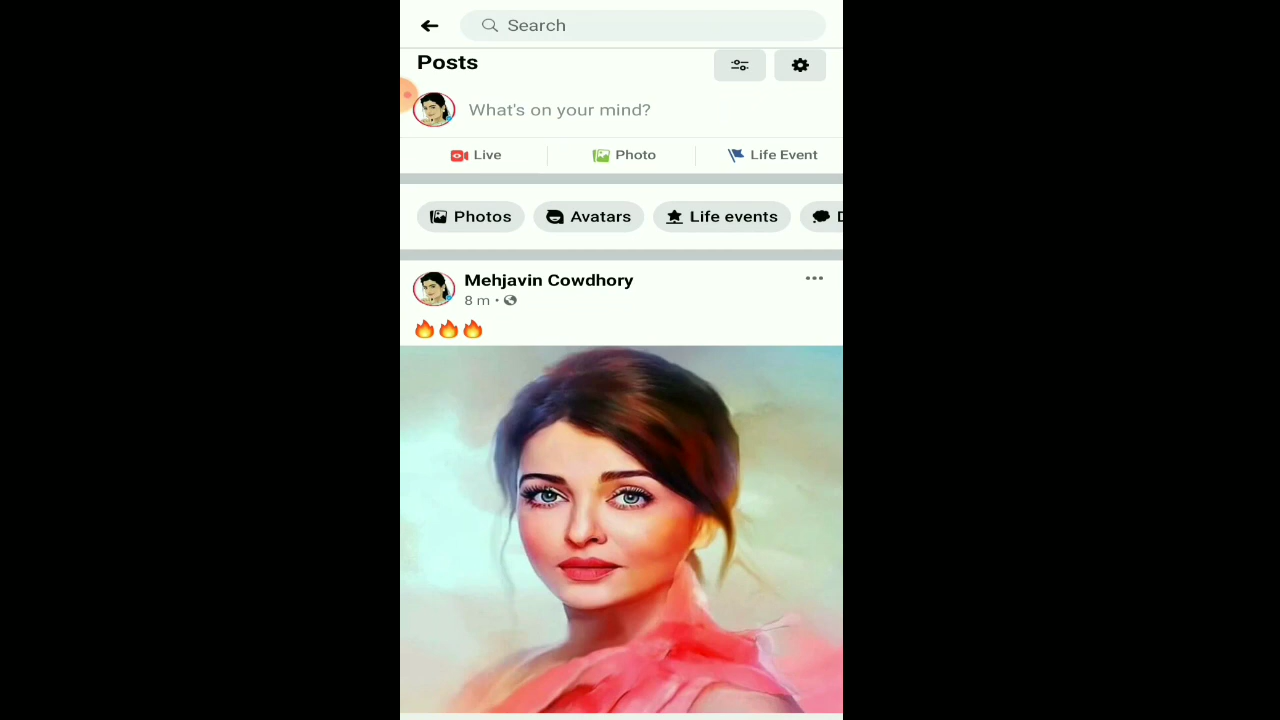 Search
Posts
What's on your mind?
Live
Photo
Life Event
Photos
Avatars
Life events
Mehjavin Cowdhory
8 m